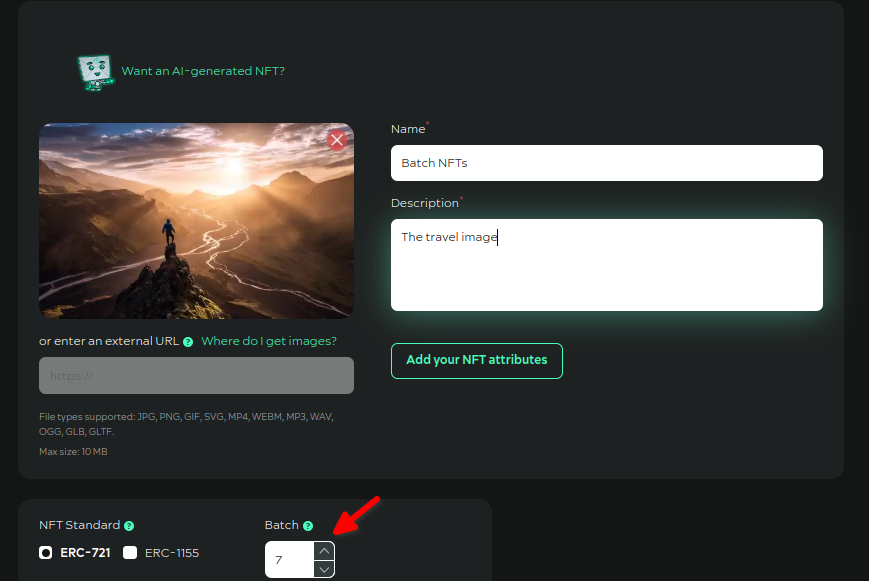 Want an AI-generated NFT?
Name*
Batch NFTs
Description*
The travel image
or enter an external URL ? Where do I get images?
https://
Add your NFT attributes
File types supported: JPG, PNG, GIF, SVG, MP4, WEBM, MP3, WAV,
OGG, GLB, GLTF.
Max size: 10 MB
NFT Standard ?
Batch ?
ERC-721
ERC-1155
7